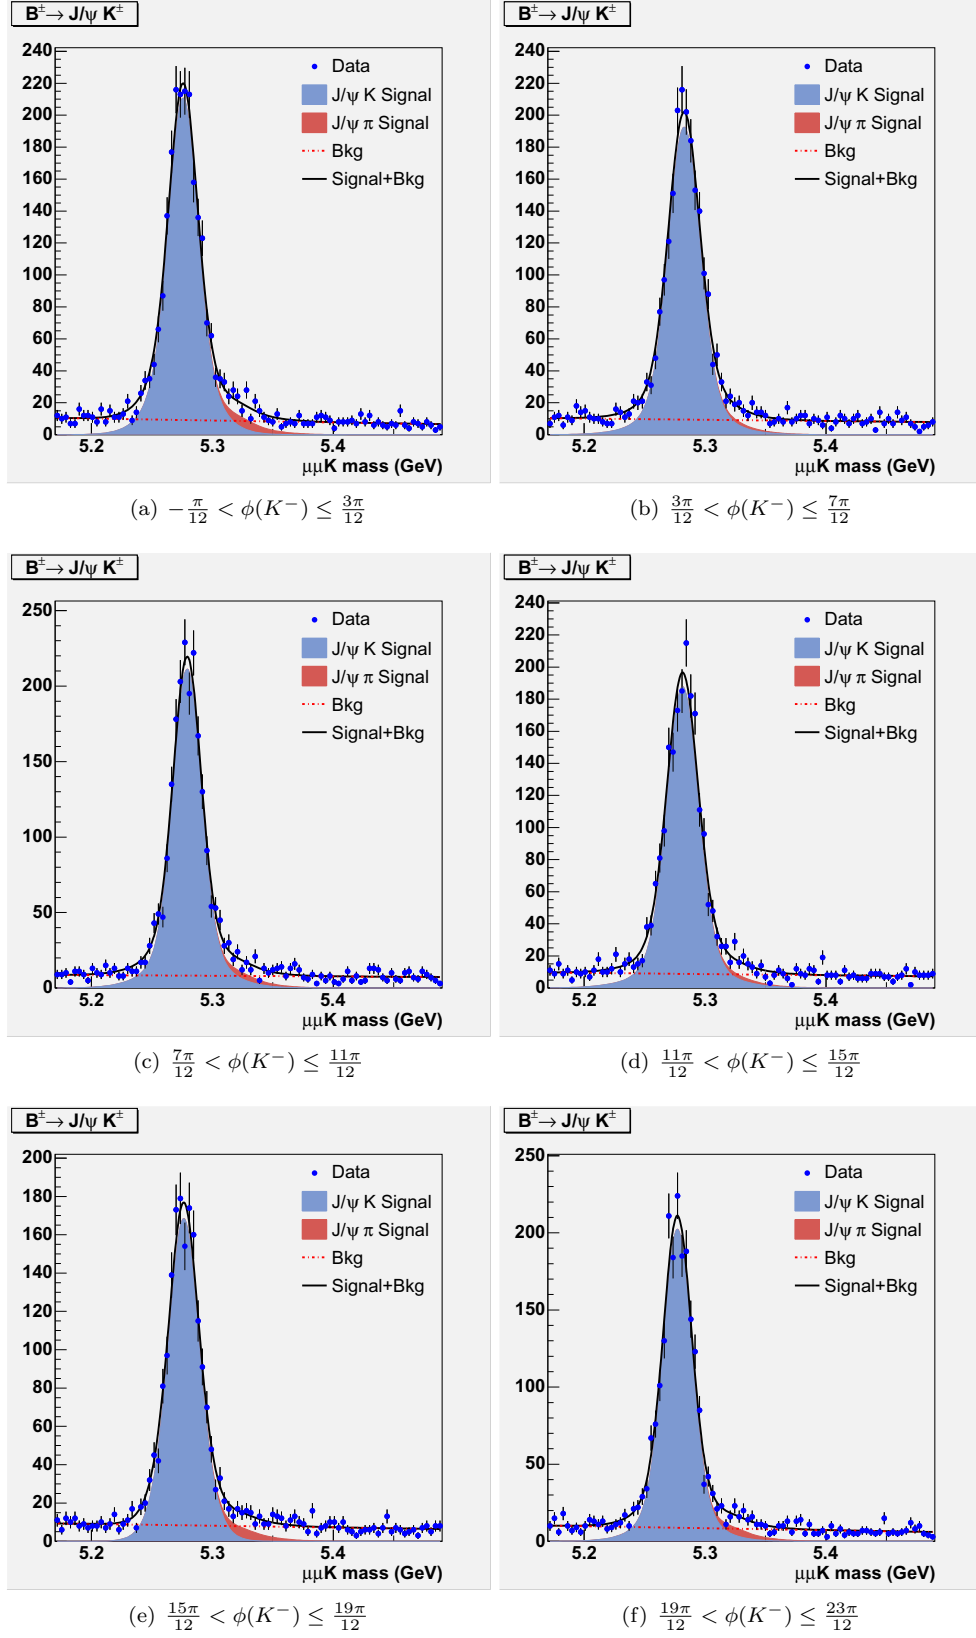 B± → J/ψ K±
240
220
200
180
160
140
120
100
80
60
40
20
0
Data
J/ψ K Signal
J/ψ π Signal
Bkg
Signal+Bkg
5.2 5.3 5.4
μμK mass (GeV)
(a) −π/12 < ϕ(K−) ≤ 3π/12
B± → J/ψ K±
240
220
200
180
160
140
120
100
80
60
40
20
0
Data
J/ψ K Signal
J/ψ π Signal
Bkg
Signal+Bkg
5.2 5.3 5.4
μμK mass (GeV)
(b) 3π/12 < ϕ(K−) ≤ 7π/12
B± → J/ψ K±
250
200
150
100
50
0
Data
J/ψ K Signal
J/ψ π Signal
Bkg
Signal+Bkg
5.2 5.3 5.4
μμK mass (GeV)
(c) 7π/12 < ϕ(K−) ≤ 11π/12
B± → J/ψ K±
240
220
200
180
160
140
120
100
80
60
40
20
0
Data
J/ψ K Signal
J/ψ π Signal
Bkg
Signal+Bkg
5.2 5.3 5.4
μμK mass (GeV)
(d) 11π/12 < ϕ(K−) ≤ 15π/12
B± → J/ψ K±
200
180
160
140
120
100
80
60
40
20
0
Data
J/ψ K Signal
J/ψ π Signal
Bkg
Signal+Bkg
5.2 5.3 5.4
μμK mass (GeV)
(e) 15π/12 < ϕ(K−) ≤ 19π/12
B± → J/ψ K±
250
200
150
100
50
0
Data
J/ψ K Signal
J/ψ π Signal
Bkg
Signal+Bkg
5.2 5.3 5.4
μμK mass (GeV)
(f) 19π/12 < ϕ(K−) ≤ 23π/12